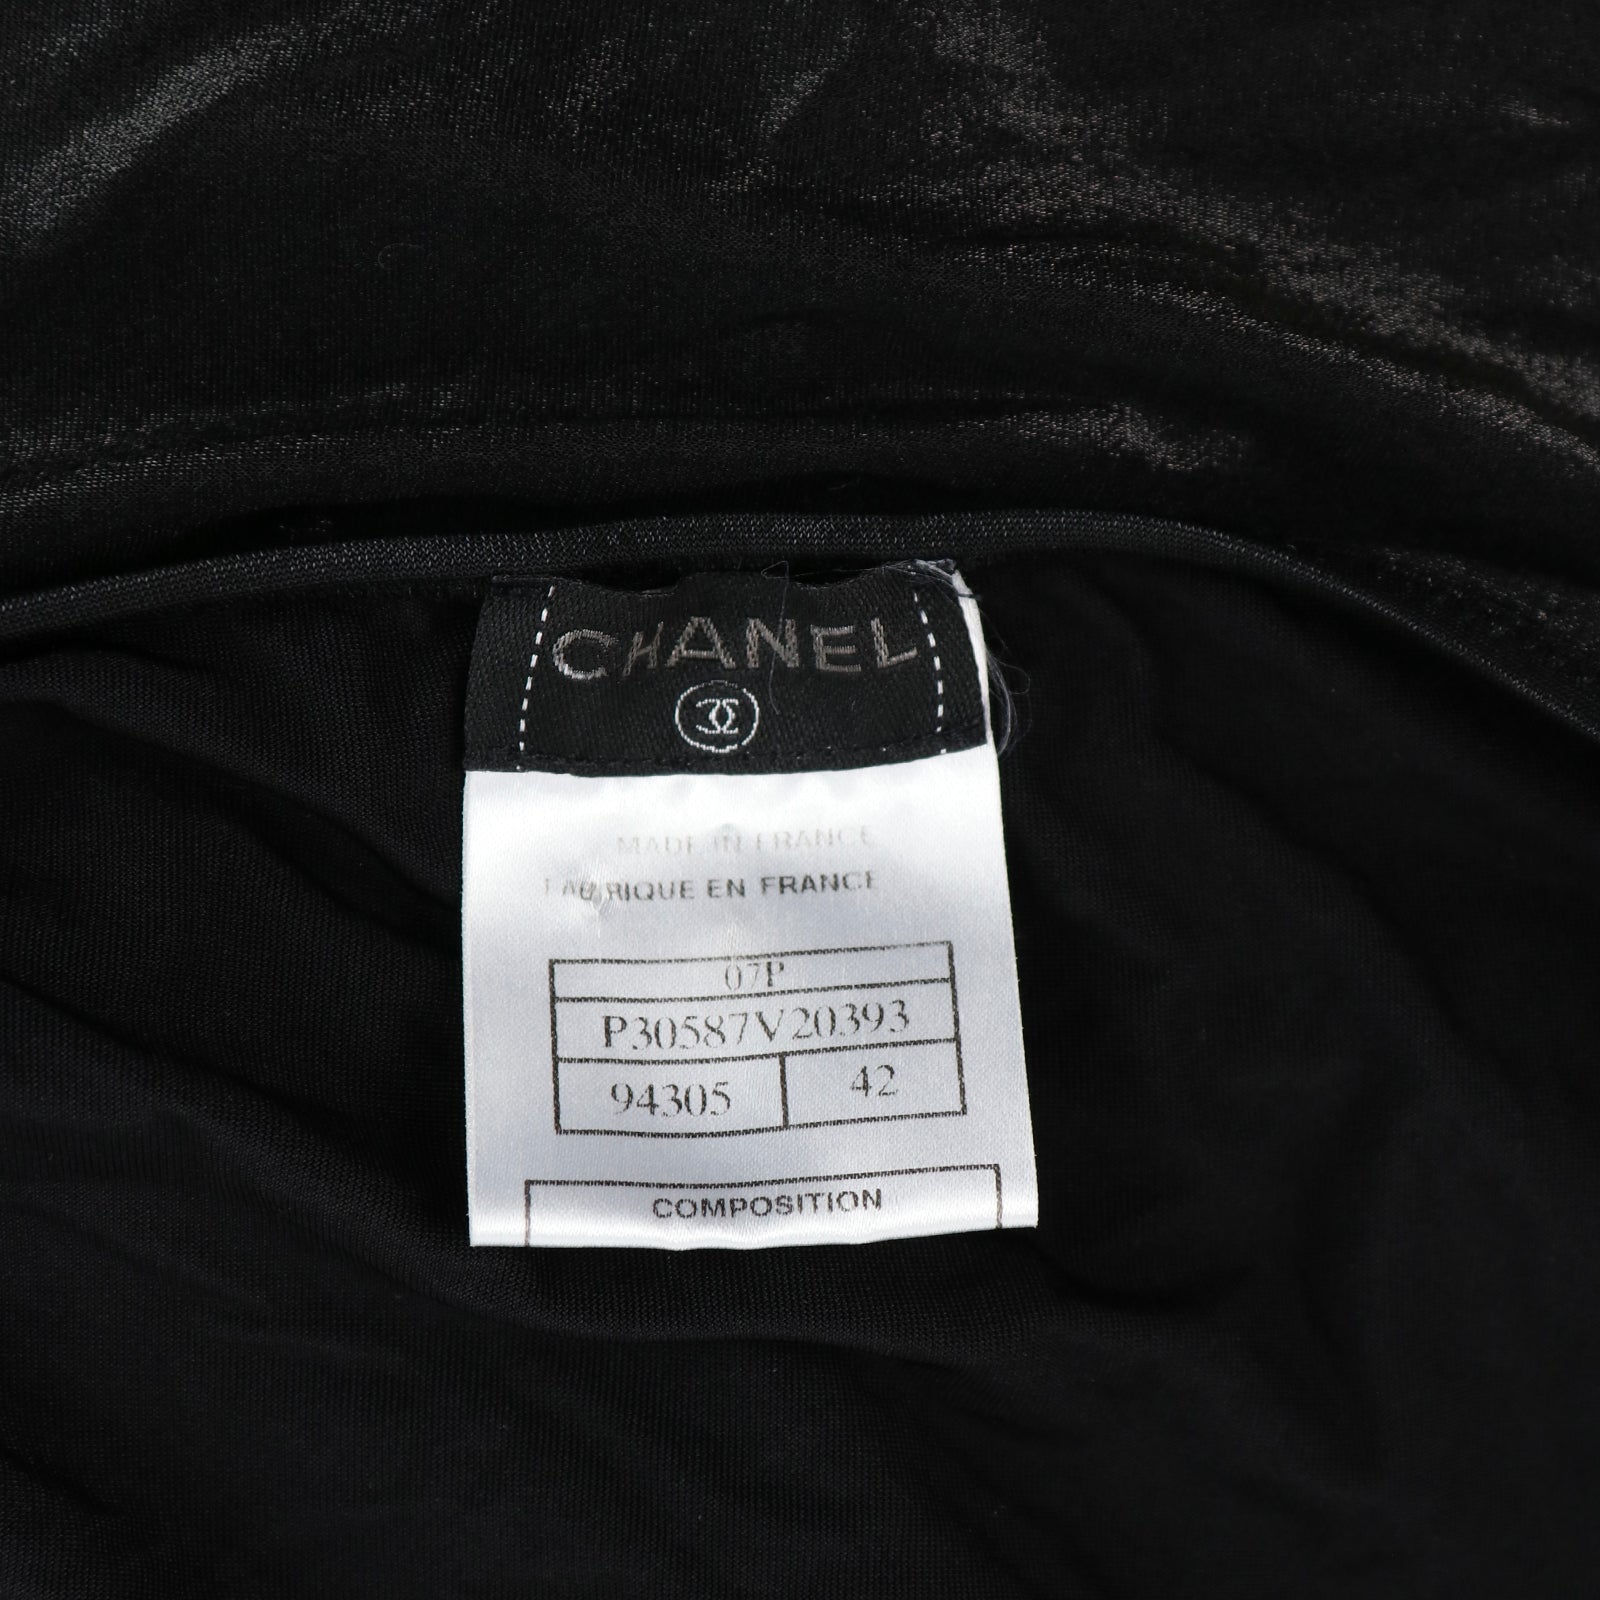 CHANEL
MADE IN FRANCE
FABRIQUE EN FRANCE
07P
P30587V20393
94305 42
COMPOSITION